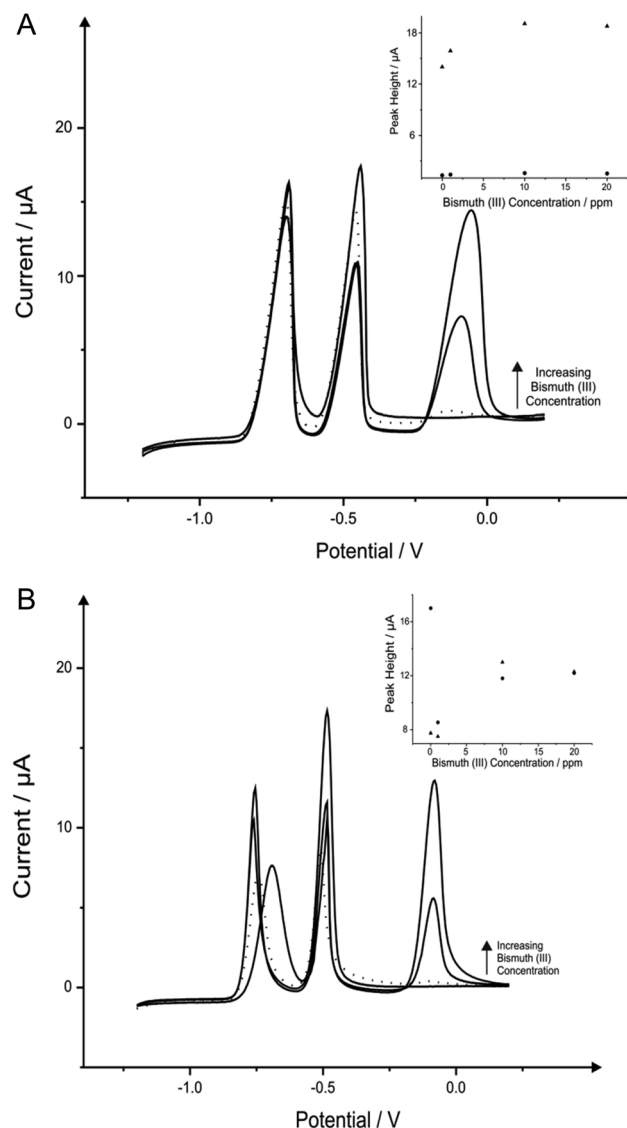 A
Current / μA
20
10
0
-1.0
-0.5
0.0
Potential / V
Increasing
Bismuth (III)
Concentration
Peak Height / μA
18
12
6
0
5
10
15
20
Bismuth (III) Concentration / ppm
B
Current / μA
20
10
0
-1.0
-0.5
0.0
Potential / V
Increasing
Bismuth (III)
Concentration
Peak Height / μA
16
12
8
0
5
10
15
20
Bismuth (III) Concentration / ppm